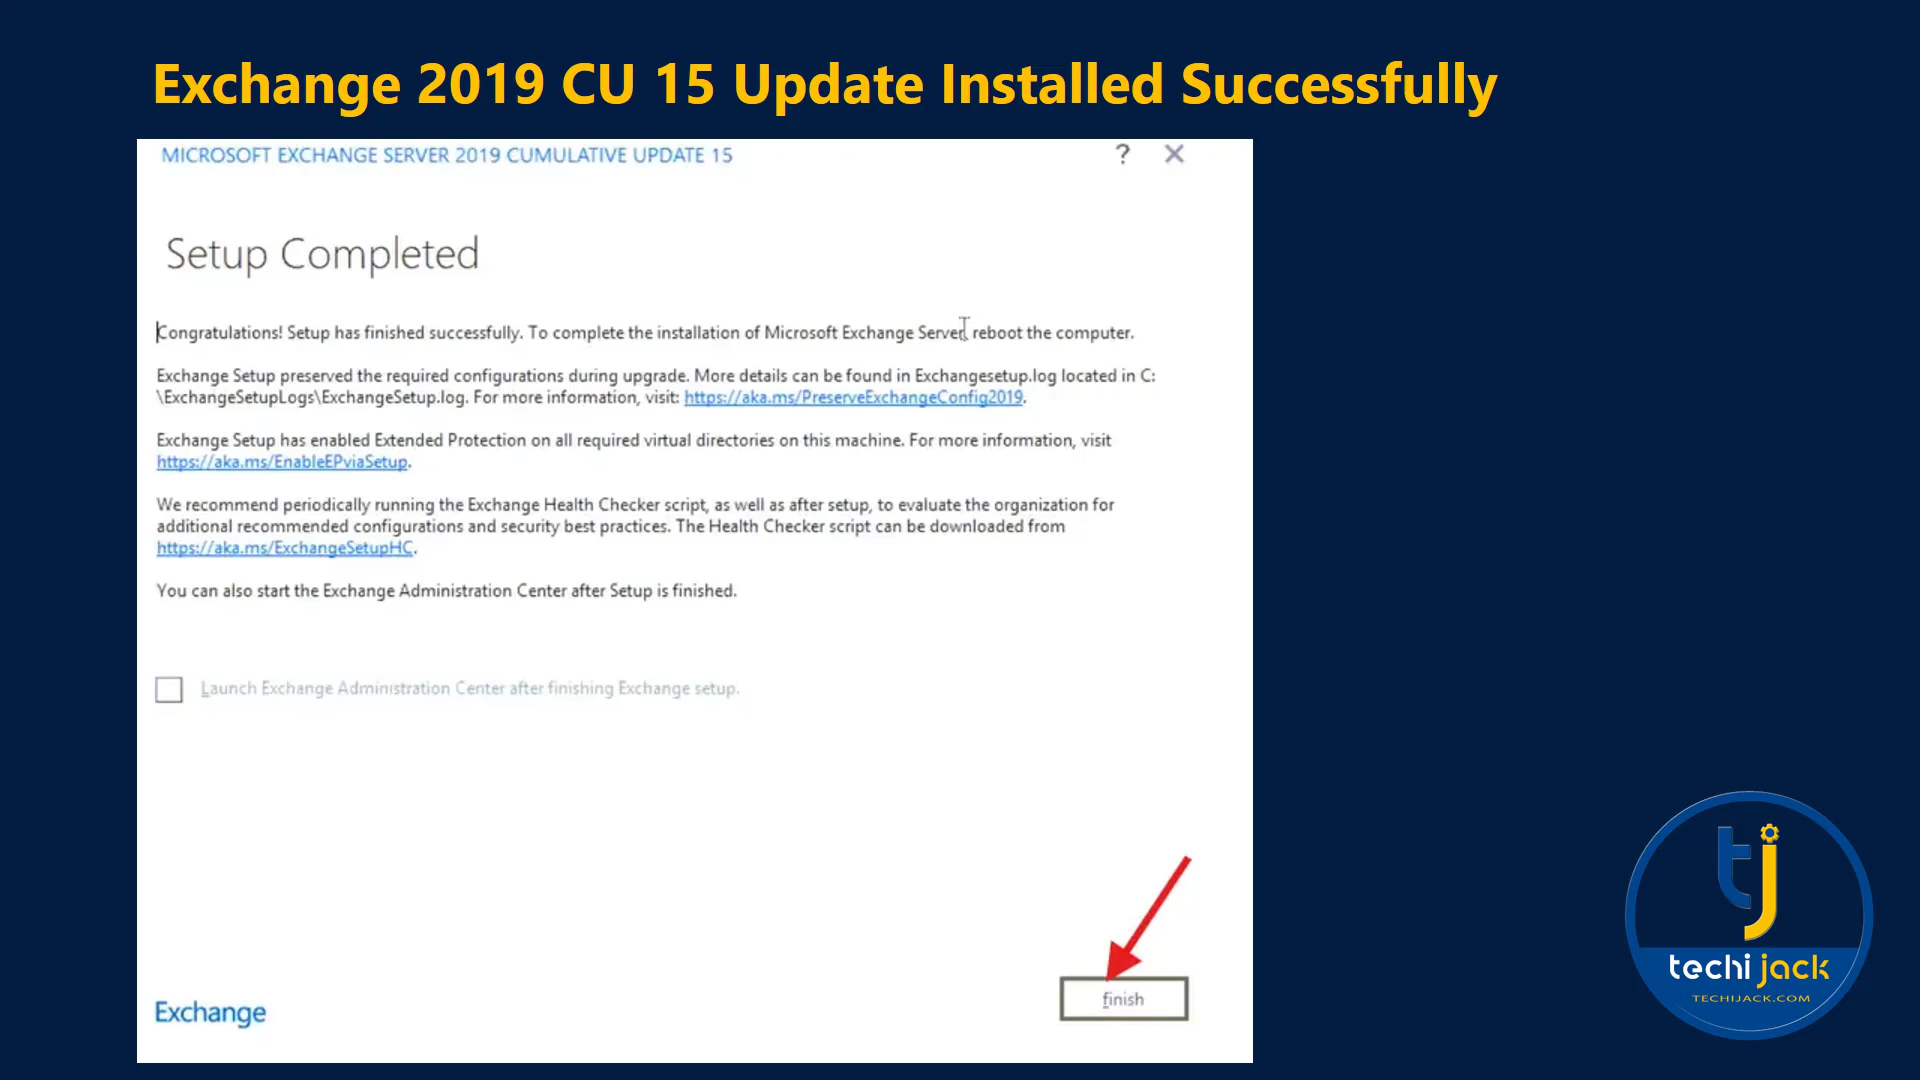 Exchange 2019 CU 15 Update Installed Successfully
MICROSOFT EXCHANGE SERVER 2019 CUMULATIVE UPDATE 15
?
Setup Completed
Congratulations! Setup has finished successfully. To complete the installation of Microsoft Exchange Server, reboot the computer.
Exchange Setup preserved the required configurations during upgrade. More details can be found in Exchangesetup.log located in C:
\ExchangeSetupLogs\ExchangeSetup.log. For more information, visit: https://aka.ms/PreserveExchangeConfig2019.
Exchange Setup has enabled Extended Protection on all required virtual directories on this machine. For more information, visit
https://aka.ms/EnableEPviaSetup.
We recommend periodically running the Exchange Health Checker script, as well as after setup, to evaluate the organization for
additional recommended configurations and security best practices. The Health Checker script can be downloaded from
https://aka.ms/ExchangeSetupHC.
You can also start the Exchange Administration Center after Setup is finished.
Launch Exchange Administration Center after finishing Exchange setup.
finish
Exchange
tj
techi jack
TECHIJACK.COM